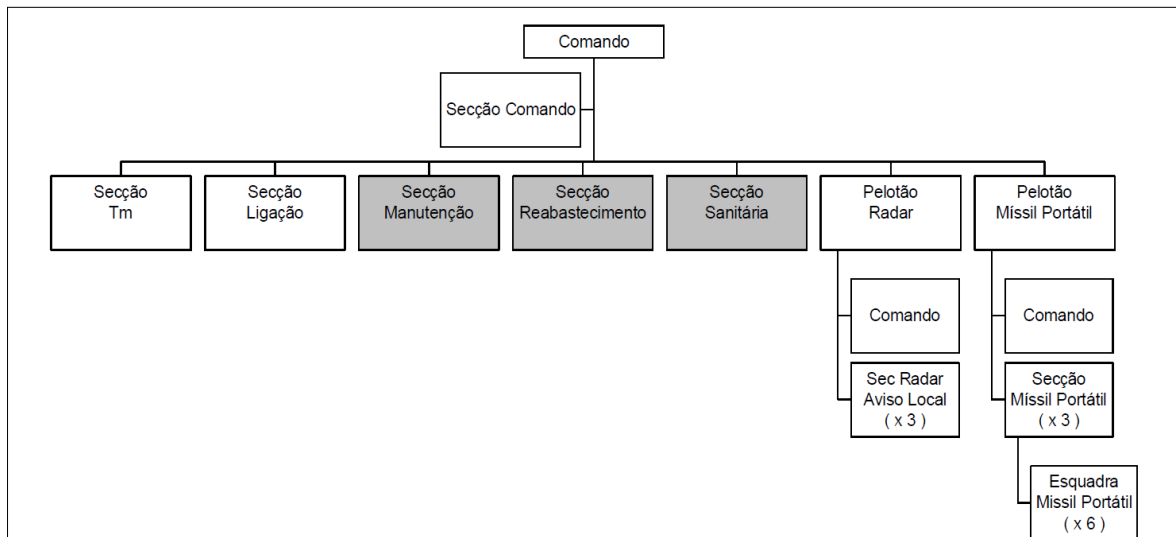 Comando
Secção Comando
Secção
Tm
Secção
Ligação
Secção
Manutenção
Secção
Reabastecimento
Secção
Sanitária
Pelotão
Radar
Pelotão
Míssil Portátil
Comando
Comando
Sec Radar
Aviso Local
( x 3 )
Secção
Míssil Portátil
( x 3 )
Esquadra
Missil Portátil
( x 6 )